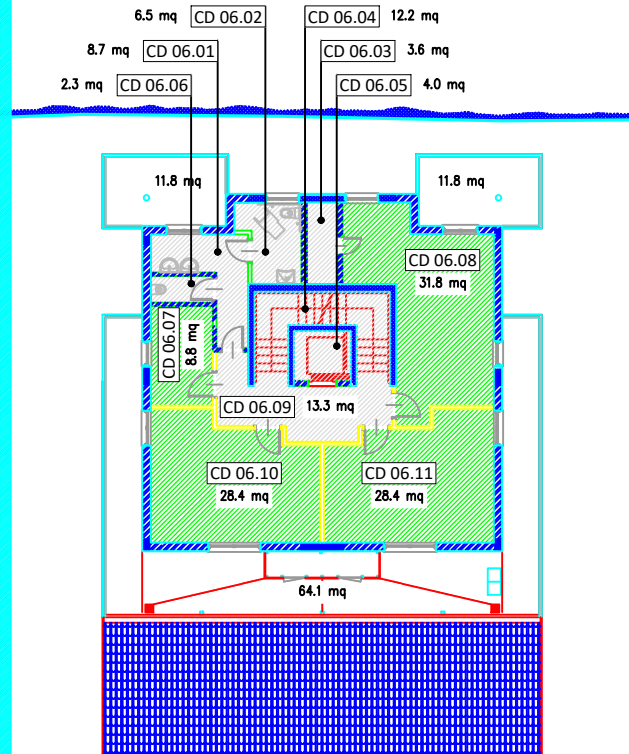 6.5 mq CD 06.02 CD 06.04 12.2 mq
8.7 mq CD 06.01 CD 06.03 3.6 mq
2.3 mq CD 06.06 CD 06.05 4.0 mq
11.8 mq 11.8 mq
CD 06.08
31.8 mq
CD 06.07
8.8 mq
CD 06.09 13.3 mq
CD 06.10 CD 06.11
28.4 mq 28.4 mq
64.1 mq